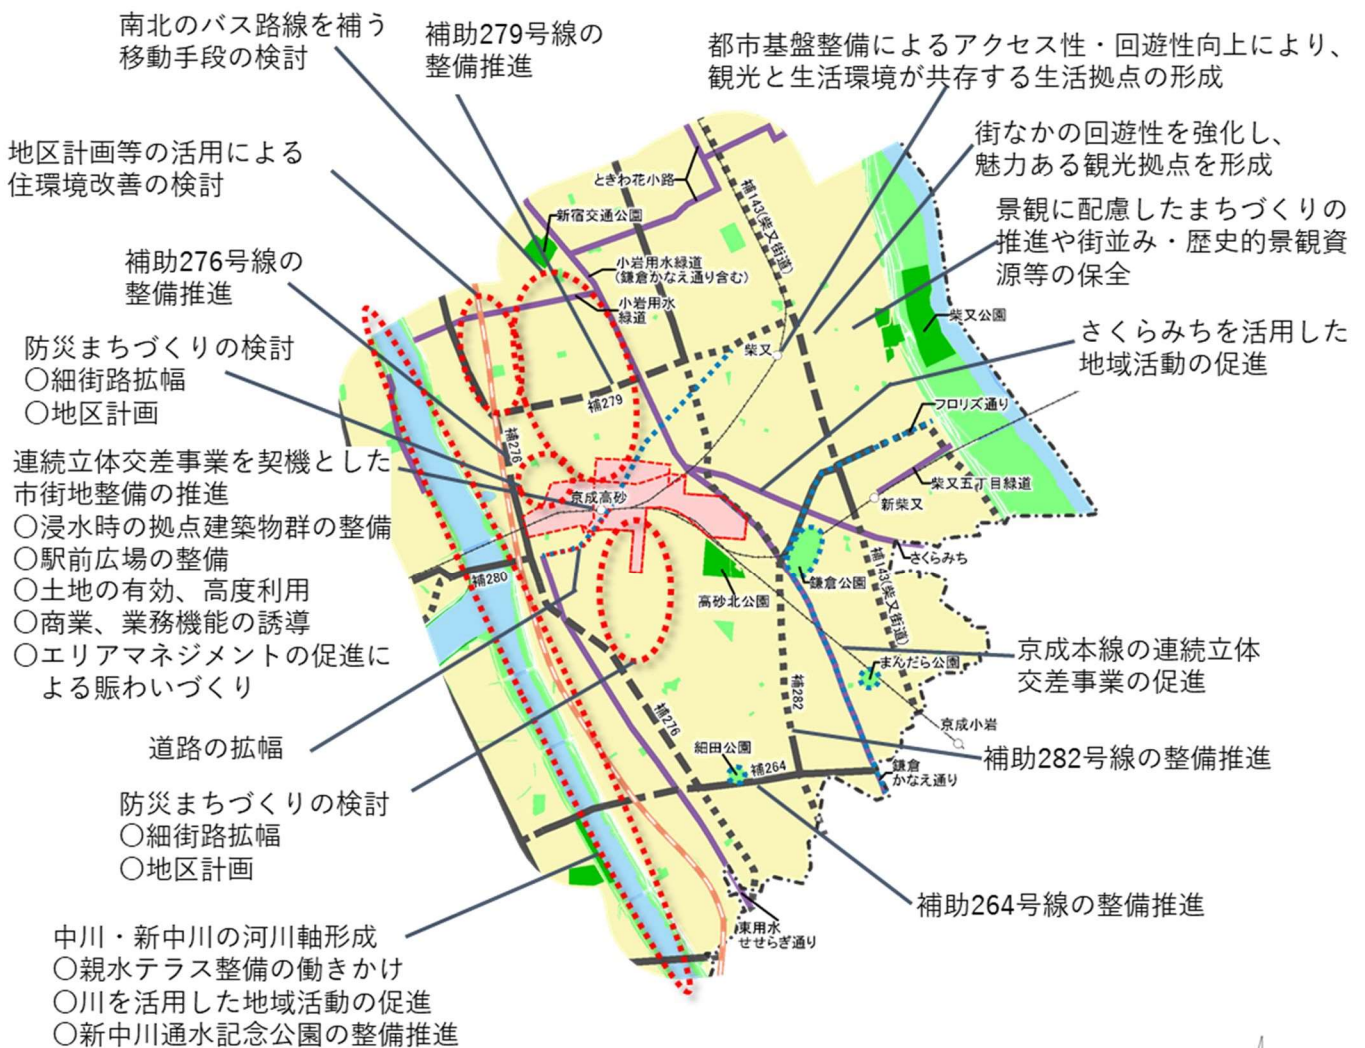 南北のバス路線を補う
移動手段の検討
補助279号線の
整備推進
都市基盤整備によるアクセス性・回遊性向上により、
観光と生活環境が共存する生活拠点の形成
街なかの回遊性を強化し、
魅力ある観光拠点を形成
地区計画等の活用による
住環境改善の検討
景観に配慮したまちづくりの
推進や街並み・歴史的景観資
源等の保全
補助276号線の
整備推進
さくらみちを活用した
地域活動の促進
防災まちづくりの検討
〇細街路拡幅
〇地区計画
連続立体交差事業を契機とした
市街地整備の推進
〇浸水時の拠点建築物群の整備
〇駅前広場の整備
〇土地の有効、高度利用
〇商業、業務機能の誘導
〇エリアマネジメントの促進に
よる賑わいづくり
道路の拡幅
防災まちづくりの検討
〇細街路拡幅
〇地区計画
中川・新中川の河川軸形成
〇親水テラス整備の働きかけ
〇川を活用した地域活動の促進
〇新中川通水記念公園の整備推進
京成本線の連続立体
交差事業の促進
補助282号線の整備推進
補助264号線の整備推進
ときわ花小路
補143(柴又街道)
新宿交通公園
小岩用水緑道
(鎌倉かなえ通り含む)
小岩用水
緑道
柴又公園
柴又
補279
フロリズ通り
補276
柴又五丁目緑道
京成高砂
新柴又
さくらみち
補280
鎌倉公園
高砂北公園
補143(柴又街道)
まんだら公園
補282
補276
京成小岩
細田公園
補264
鎌倉
かなえ通り
東用水
せせらぎ通り